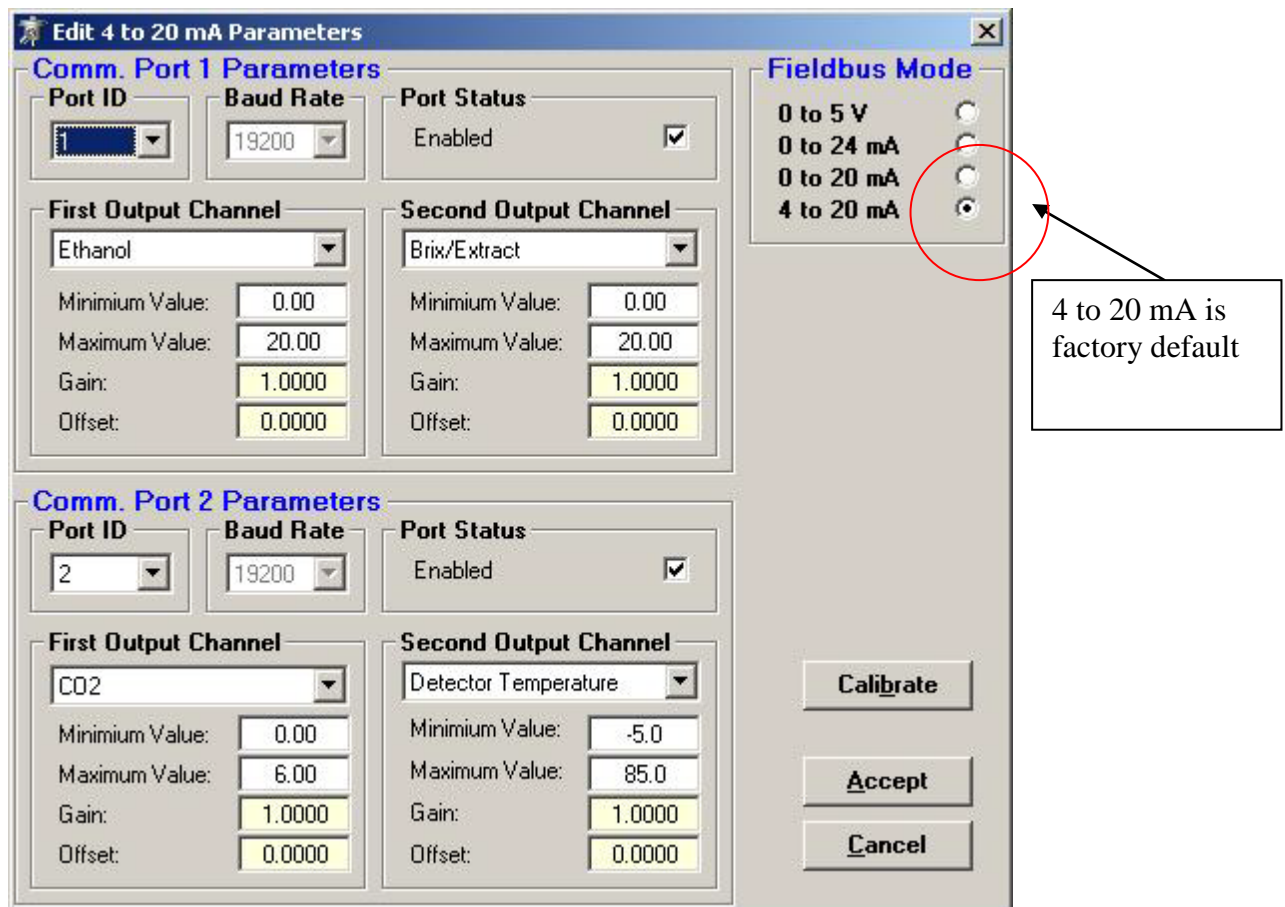 Edit 4 to 20 mA Parameters
Comm. Port 1 Parameters
Port ID
1
Baud Rate
19200
Port Status
Enabled
First Output Channel
Ethanol
Minimium Value: 0.00
Maximum Value: 20.00
Gain: 1.0000
Offset: 0.0000
Second Output Channel
Brix/Extract
Minimium Value: 0.00
Maximum Value: 20.00
Gain: 1.0000
Offset: 0.0000
Fieldbus Mode
0 to 5 V
0 to 24 mA
0 to 20 mA
4 to 20 mA
4 to 20 mA is
factory default
Comm. Port 2 Parameters
Port ID
2
Baud Rate
19200
Port Status
Enabled
First Output Channel
CO2
Minimium Value: 0.00
Maximum Value: 6.00
Gain: 1.0000
Offset: 0.0000
Second Output Channel
Detector Temperature
Minimium Value: -5.0
Maximum Value: 85.0
Gain: 1.0000
Offset: 0.0000
Calibrate
Accept
Cancel